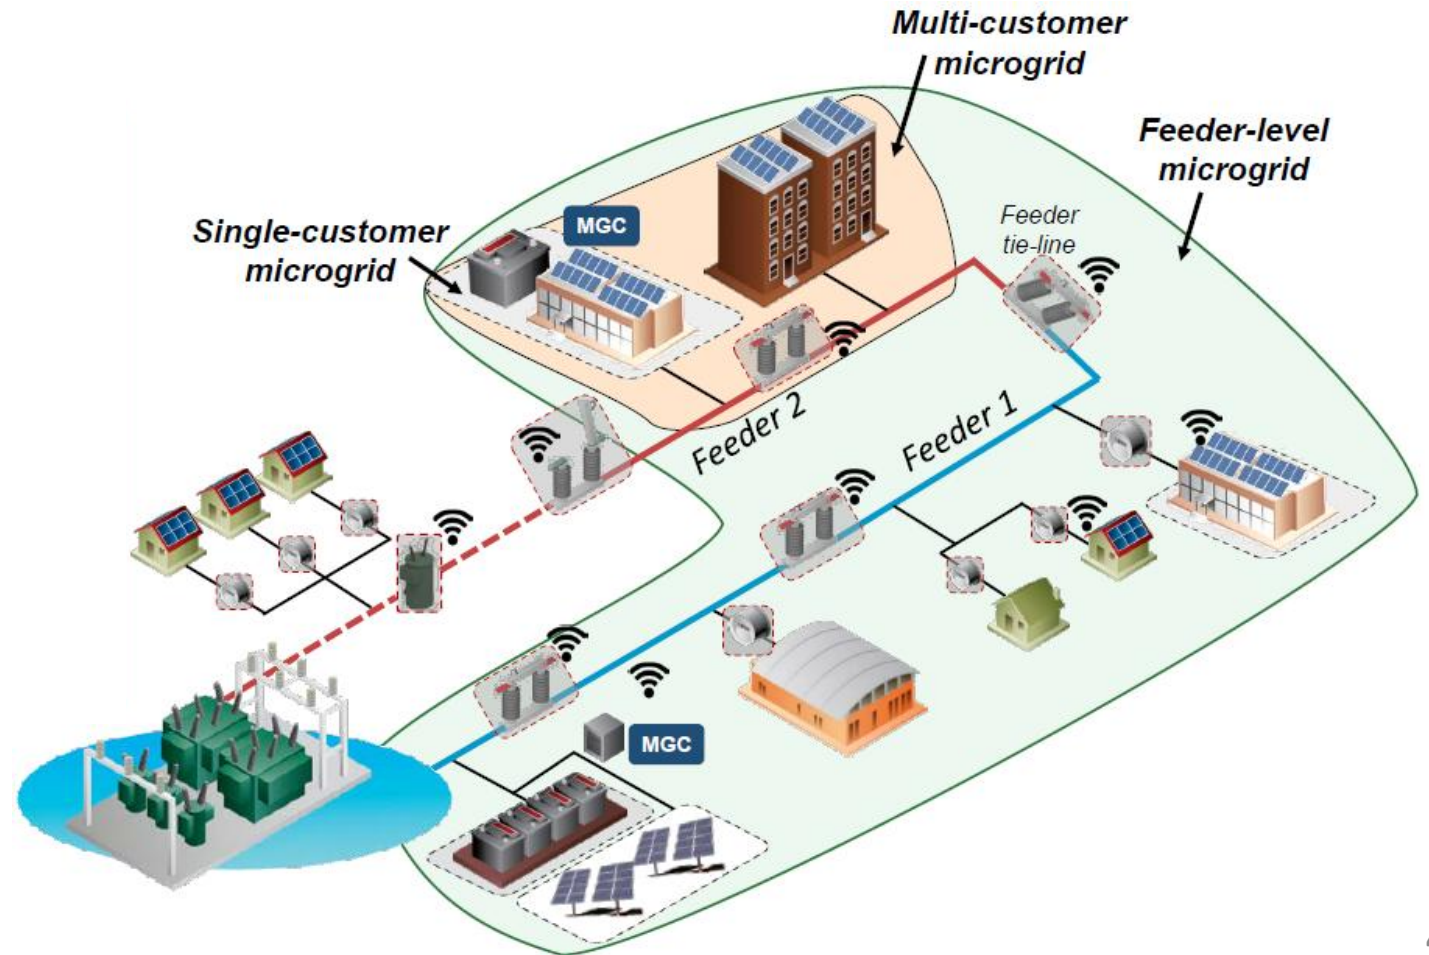 Multi-customer
microgrid
Feeder-level
microgrid
Single-customer
microgrid
MGC
Feeder
tie-line
Feeder 2
Feeder 1
MGC